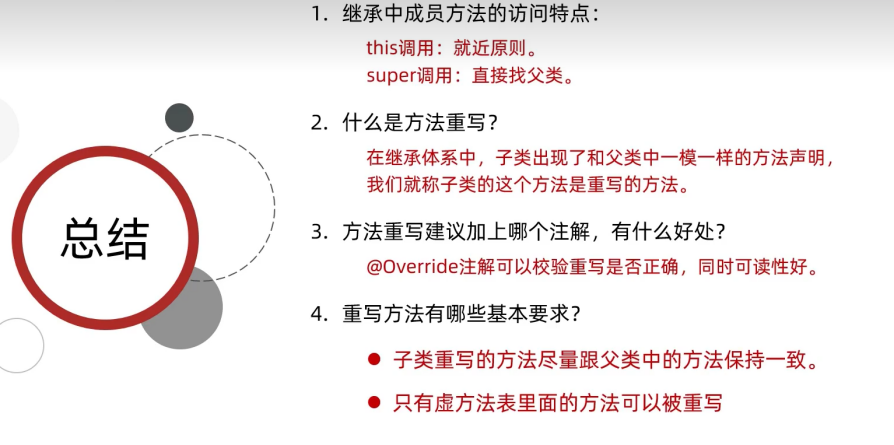 总结
1. 继承中成员方法的访问特点：
this调用：就近原则。
super调用：直接找父类。
2. 什么是方法重写？
在继承体系中，子类出现了和父类中一模一样的方法声明，
我们就称子类的这个方法是重写的方法。
3. 方法重写建议加上哪个注解，有什么好处？
@Override注解可以校验重写是否正确，同时可读性好。
4. 重写方法有哪些基本要求？
● 子类重写的方法尽量跟父类中的方法保持一致。
● 只有虚方法表里面的方法可以被重写